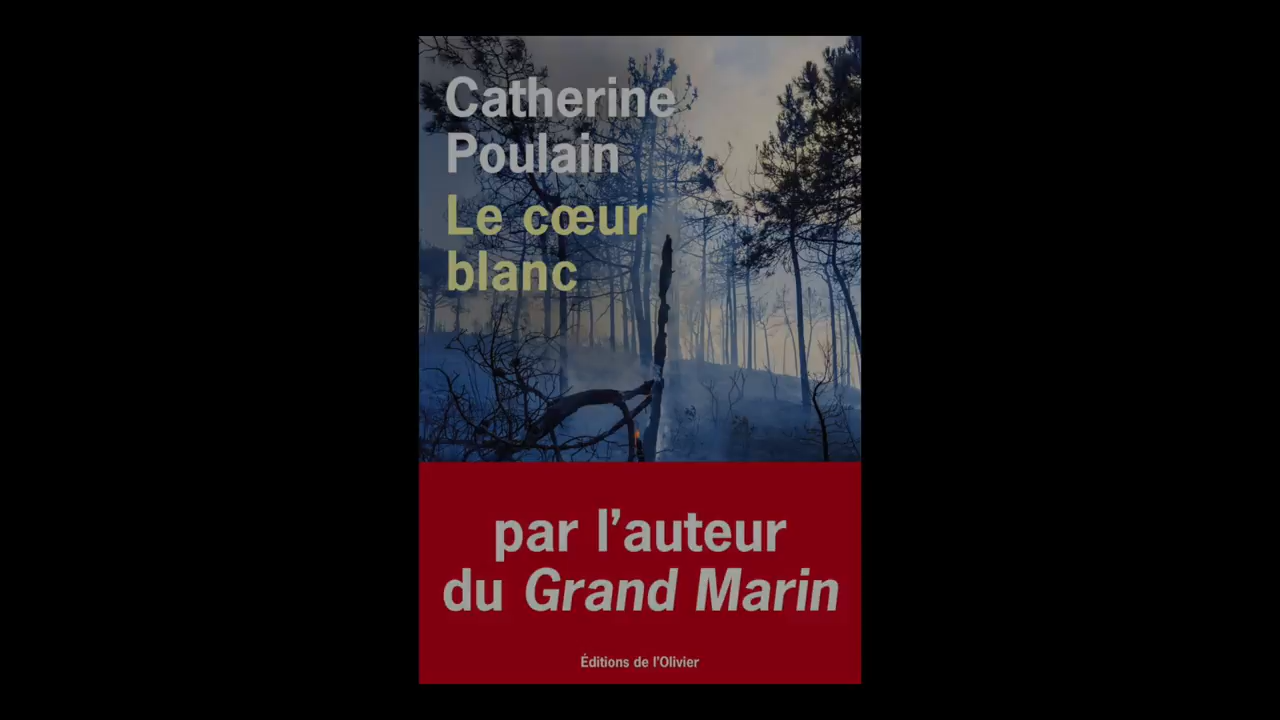 Catherine
Poulain
Le cœur
blanc
par l’auteur
du Grand Marin
Éditions de l’Olivier